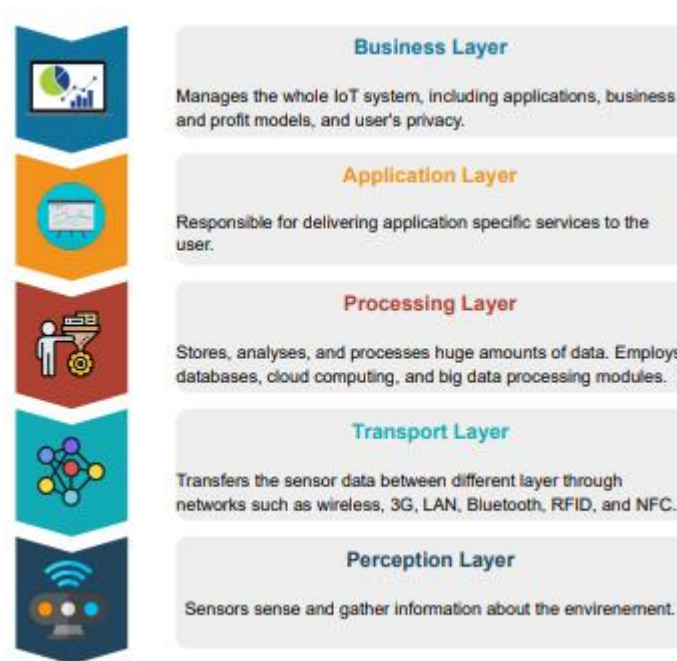 Business Layer
Manages the whole IoT system, including applications, business
and profit models, and user's privacy.
Application Layer
Responsible for delivering application specific services to the
user.
Processing Layer
Stores, analyses, and processes huge amounts of data. Employs
databases, cloud computing, and big data processing modules.
Transport Layer
Transfers the sensor data between different layer through
networks such as wireless, 3G, LAN, Bluetooth, RFID, and NFC.
Perception Layer
Sensors sense and gather information about the envirenement.